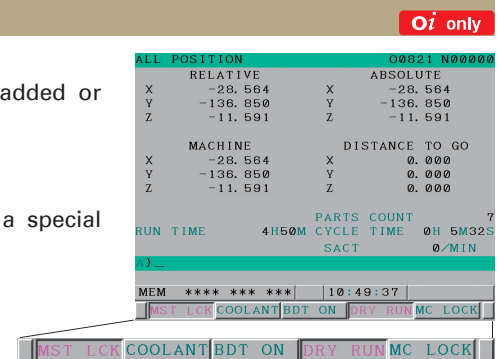 Oi only
added or
a special
ALL POSITION O0821 N00000
RELATIVE ABSOLUTE
X -28.564 X -28.564
Y -136.850 Y -136.850
Z -11.591 Z -11.591
MACHINE DISTANCE TO GO
X -28.564 X 0.000
Y -136.850 Y 0.000
Z -11.591 Z 0.000
PARTS COUNT 7
RUN TIME 4H50M CYCLE TIME 0H 5M32S
SACT 0/MIN
A)_
MEM **** *** *** 10:49:37
MST LCK COOLANT BDT ON DRY RUN MC LOCK
MST LCK COOLANT BDT ON DRY RUN MC LOCK